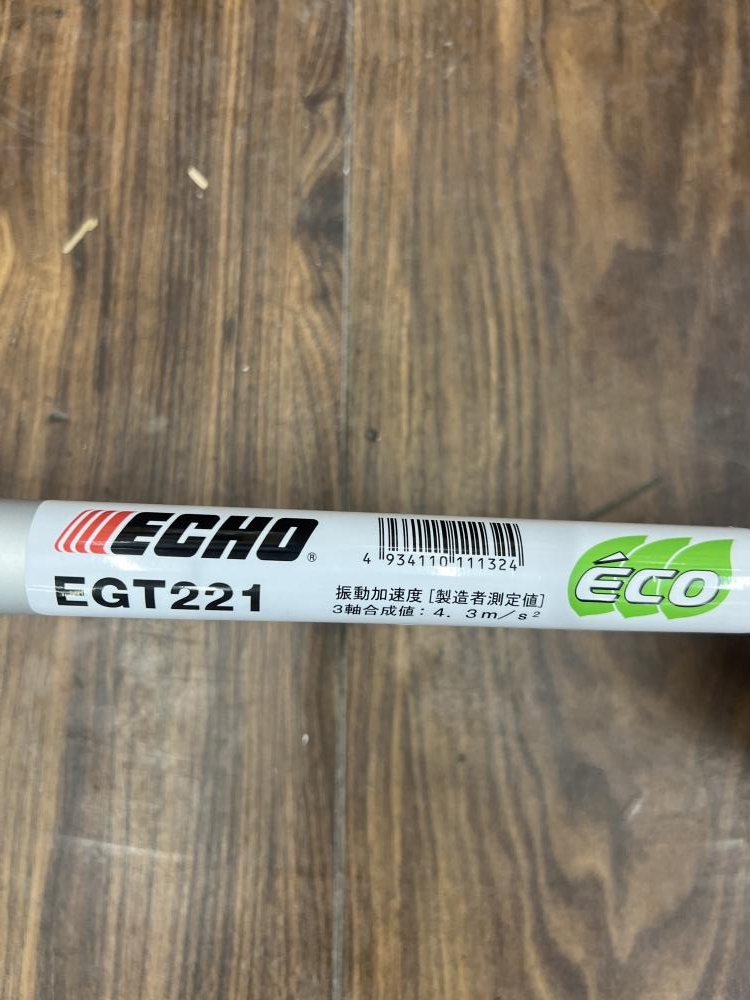 ECHO®
EGT221
4 934110 111324
振動加速度［製造者測定値］
3軸合成値：4．3m／s²
êco